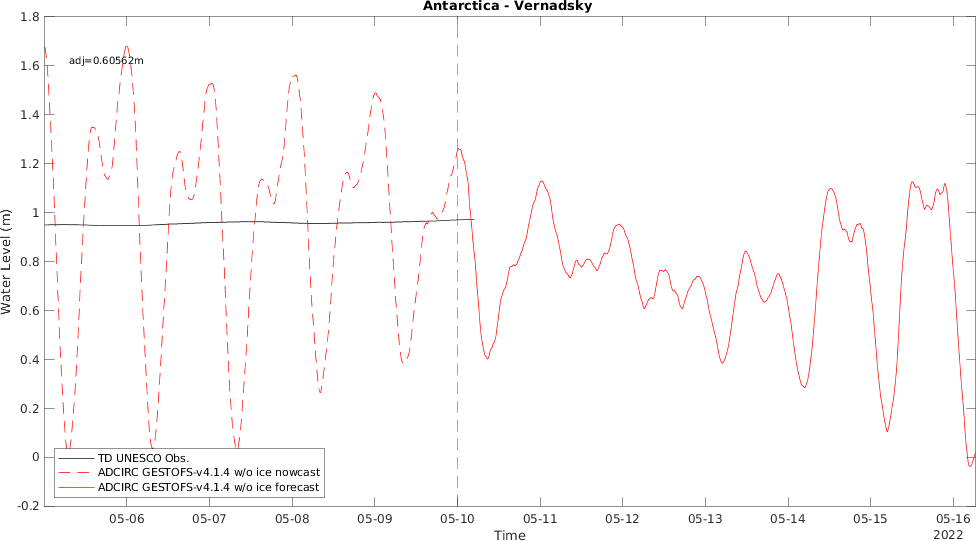 Antarctica - Vernadsky
adj=0.60562m
Water Level (m)
1.8
1.6
1.4
1.2
1
0.8
0.6
0.4
0.2
0
-0.2
TD UNESCO Obs.
ADCIRC GESTOFS-v4.1.4 w/o ice nowcast
ADCIRC GESTOFS-v4.1.4 w/o ice forecast
05-06 05-07 05-08 05-09 05-10 05-11 05-12 05-13 05-14 05-15 05-16
Time
2022